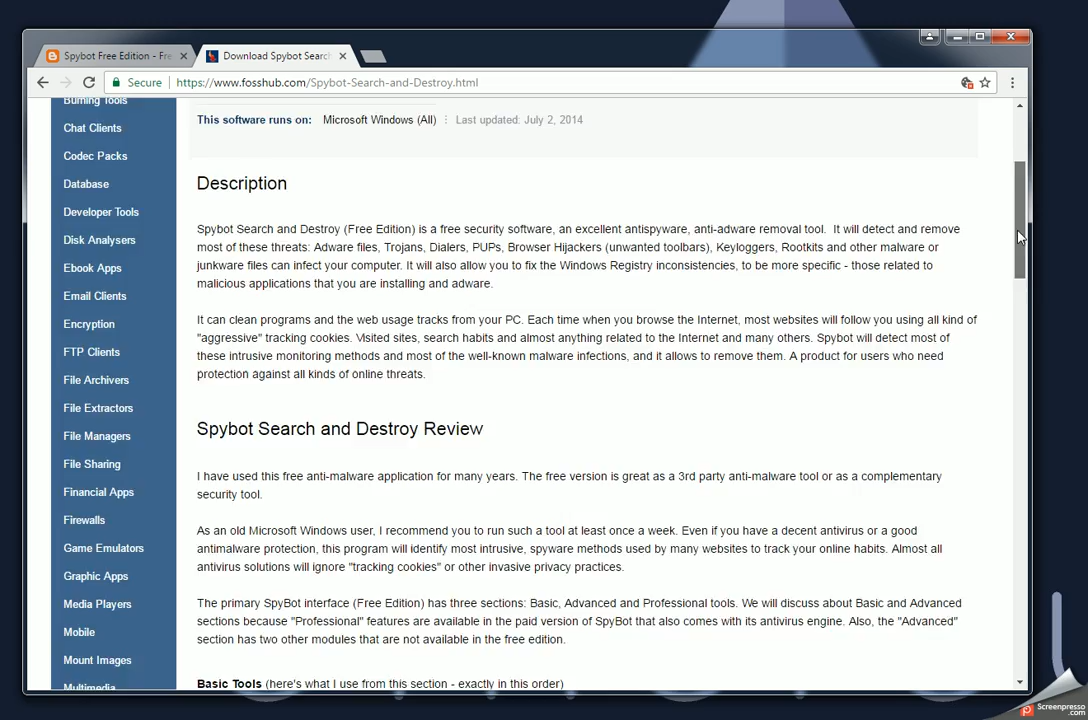 Spybot Free Edition - Fre
Download Spybot Search
Secure
https://www.fosshub.com/Spybot-Search-and-Destroy.html
Burning Tools
Chat Clients
Codec Packs
Database
Developer Tools
Disk Analysers
Ebook Apps
Email Clients
Encryption
FTP Clients
File Archivers
File Extractors
File Managers
File Sharing
Financial Apps
Firewalls
Game Emulators
Graphic Apps
Media Players
Mobile
Mount Images
Multimedia
This software runs on: Microsoft Windows (All) Last updated: July 2, 2014
Description
Spybot Search and Destroy (Free Edition) is a free security software, an excellent antispyware, anti-adware removal tool. It will detect and remove
most of these threats: Adware files, Trojans, Dialers, PUPs, Browser Hijackers (unwanted toolbars), Keyloggers, Rootkits and other malware or
junkware files can infect your computer. It will also allow you to fix the Windows Registry inconsistencies, to be more specific - those related to
malicious applications that you are installing and adware.
It can clean programs and the web usage tracks from your PC. Each time when you browse the Internet, most websites will follow you using all kind of
"aggressive" tracking cookies. Visited sites, search habits and almost anything related to the Internet and many others. Spybot will detect most of
these intrusive monitoring methods and most of the well-known malware infections, and it allows to remove them. A product for users who need
protection against all kinds of online threats.
Spybot Search and Destroy Review
I have used this free anti-malware application for many years. The free version is great as a 3rd party anti-malware tool or as a complementary
security tool.
As an old Microsoft Windows user, I recommend you to run such a tool at least once a week. Even if you have a decent antivirus or a good
antimalware protection, this program will identify most intrusive, spyware methods used by many websites to track your online habits. Almost all
antivirus solutions will ignore "tracking cookies" or other invasive privacy practices.
The primary SpyBot interface (Free Edition) has three sections: Basic, Advanced and Professional tools. We will discuss about Basic and Advanced
sections because "Professional" features are available in the paid version of SpyBot that also comes with its antivirus engine. Also, the "Advanced"
section has two other modules that are not available in the free edition.
Basic Tools (here's what I use from this section - exactly in this order)
Screenpresso
.com